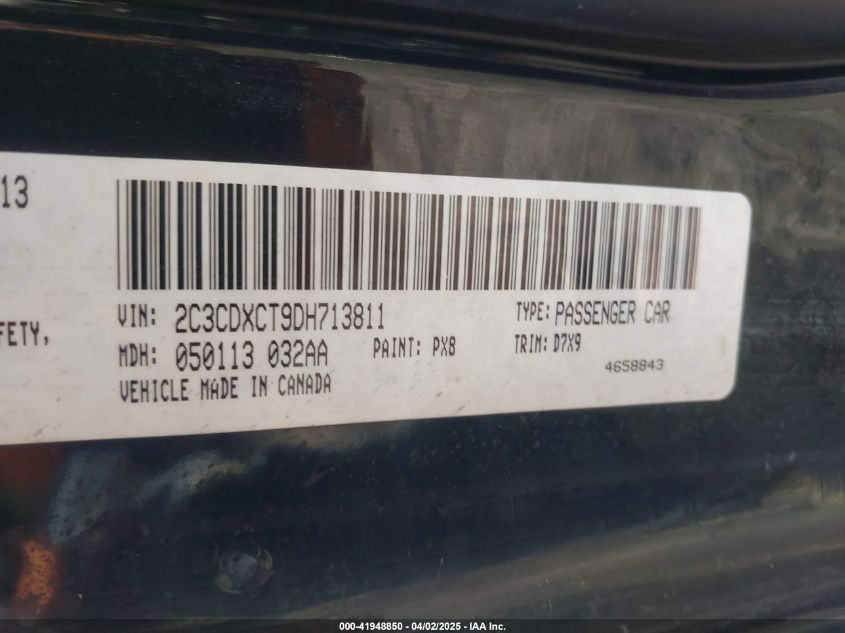 13
FETY,
VIN: 2C3CDXCT9DH713811 TYPE: PASSENGER CAR
MDH: 050113 032AA PAINT: PX8 TRIM: D7X9
VEHICLE MADE IN CANADA 4658843
000-41948850 - 04/02/2025 - IAA Inc.